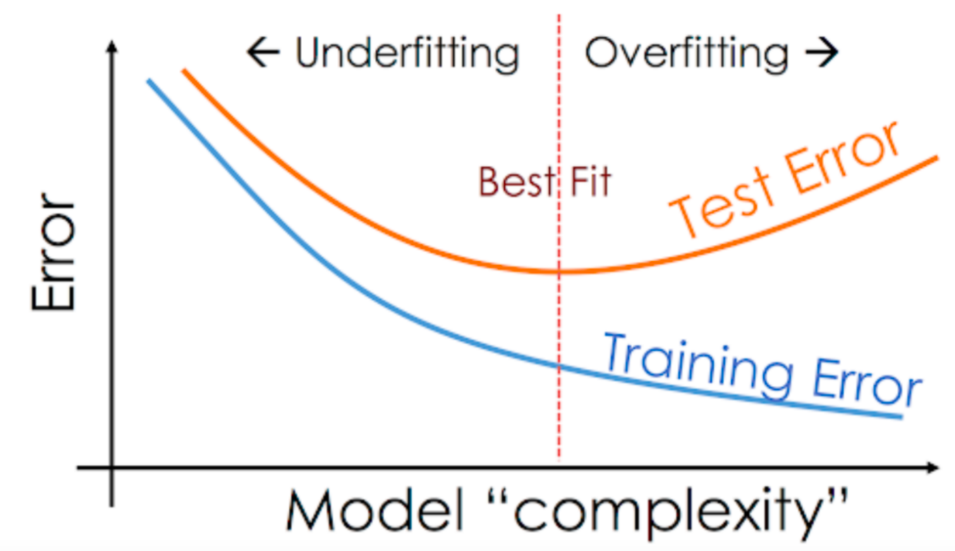 ← Underfitting
Overfitting →
Best Fit
Test Error
Error
Training Error
Model “complexity”